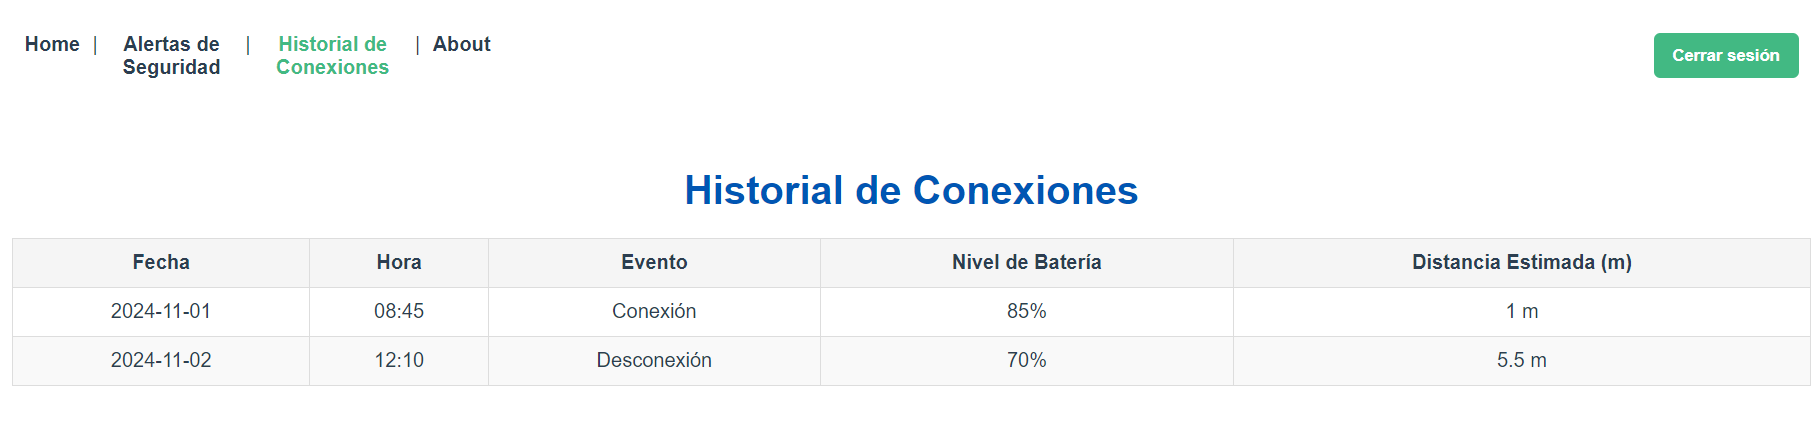 Home | Alertas de Seguridad | Historial de Conexiones | About
Cerrar sesión
Historial de Conexiones
Fecha Hora Evento Nivel de Batería Distancia Estimada (m)
2024-11-01 08:45 Conexión 85% 1 m
2024-11-02 12:10 Desconexión 70% 5.5 m